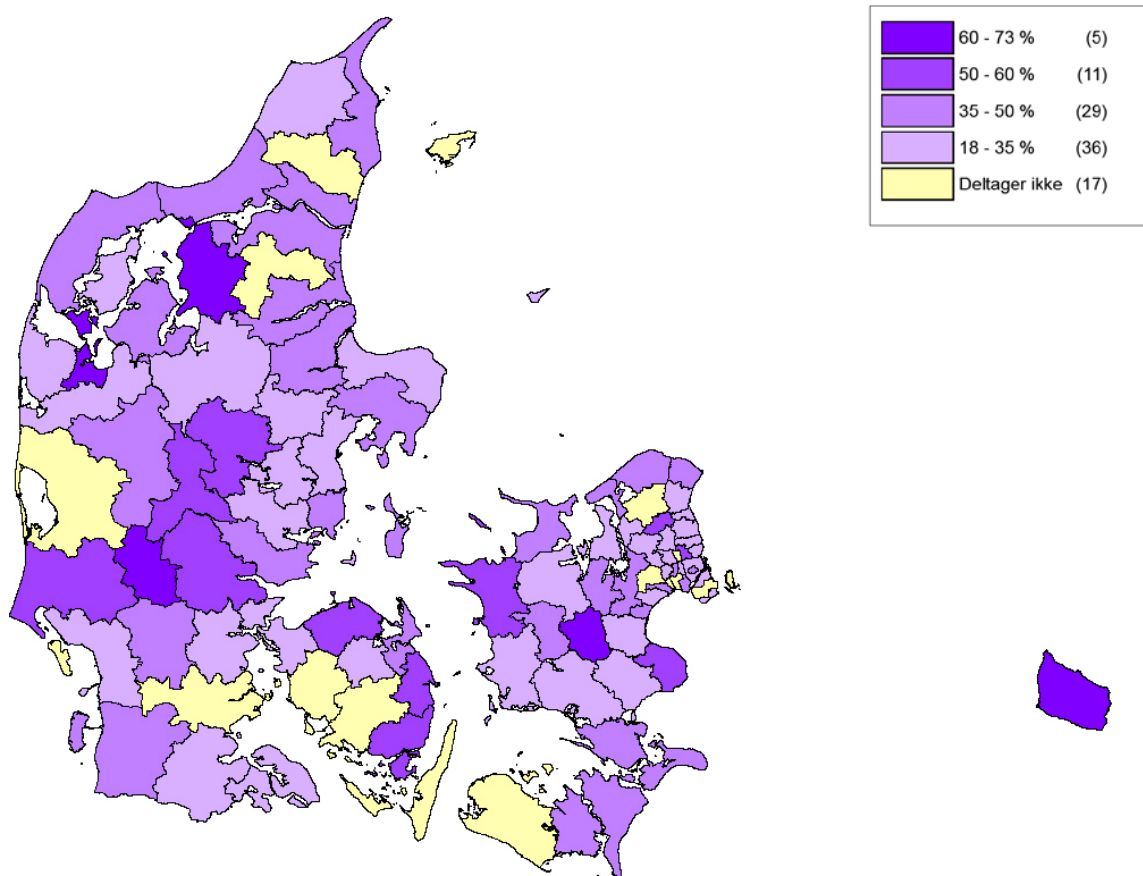 60 - 73 % (5)
50 - 60 % (11)
35 - 50 % (29)
18 - 35 % (36)
Deltager ikke (17)